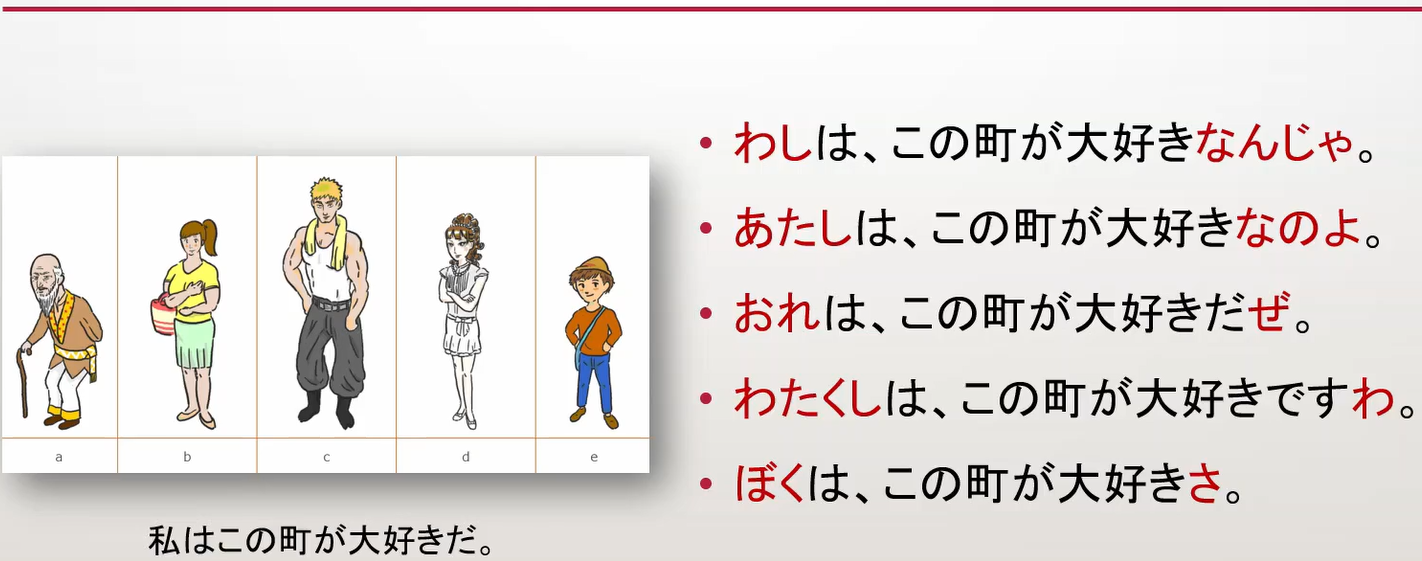 わしは、この町が大好きなんじゃ。
あたしは、この町が大好きなのよ。
おれは、この町が大好きだぜ。
わたくしは、この町が大好きですわ。
ぼくは、この町が大好きさ。
a b c d e
私はこの町が大好きだ。